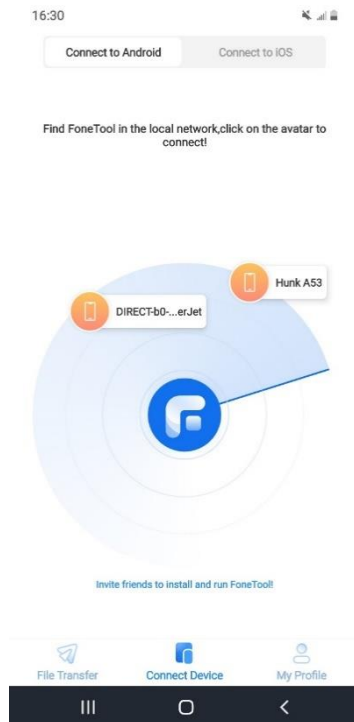 16:30
Connect to Android
Connect to iOS
Find FoneTool in the local network,click on the avatar to
connect!
Hunk A53
DIRECT-b0-...erJet
Invite friends to install and run FoneTool!
File Transfer
Connect Device
My Profile